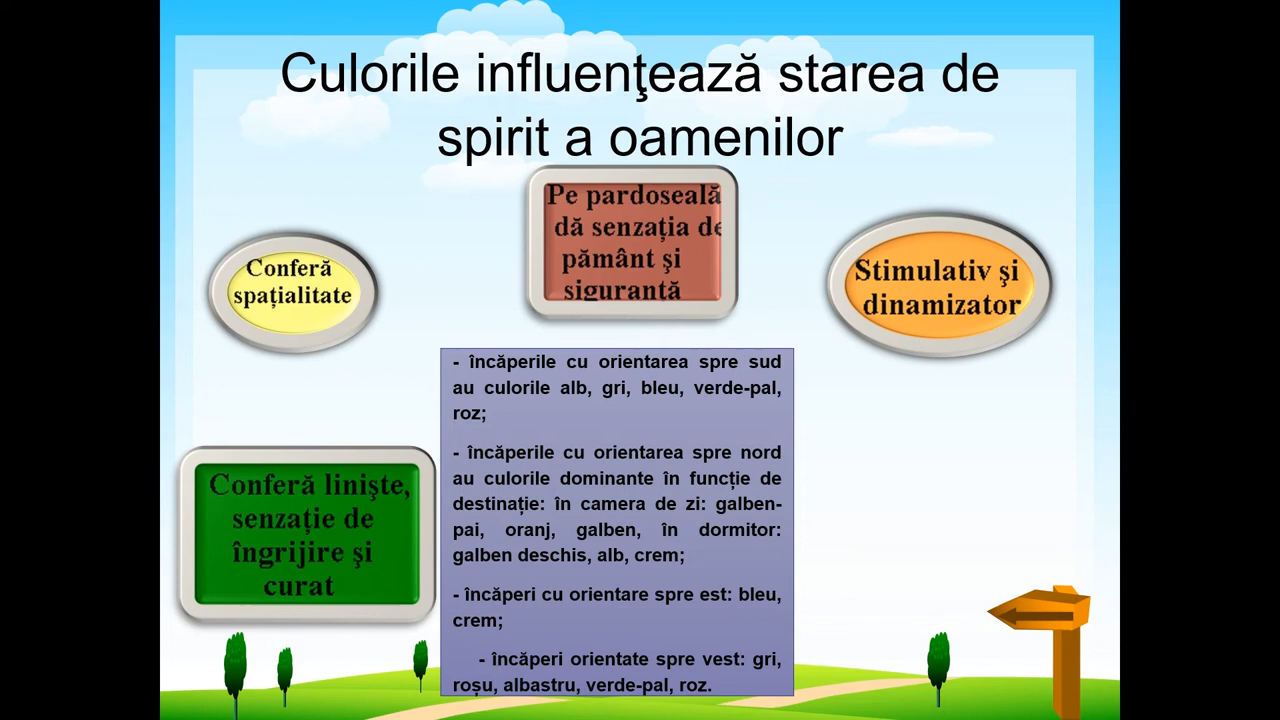 Culorile influenţează starea de
spirit a oamenilor
Pe pardoseală
dă senzația de
pământ şi
siguranță
Conferă
spațialitate
Stimulativ şi
dinamizator
- încăperile cu orientarea spre sud
au culorile alb, gri, bleu, verde-pal,
roz;
- încăperile cu orientarea spre nord
au culorile dominante în funcție de
destinație: în camera de zi: galben-
pai, oranj, galben, în dormitor:
galben deschis, alb, crem;
- încăperi cu orientare spre est: bleu,
crem;
- încăperi orientate spre vest: gri,
roșu, albastru, verde-pal, roz.
Conferă linişte,
senzație de
îngrijire şi
curat